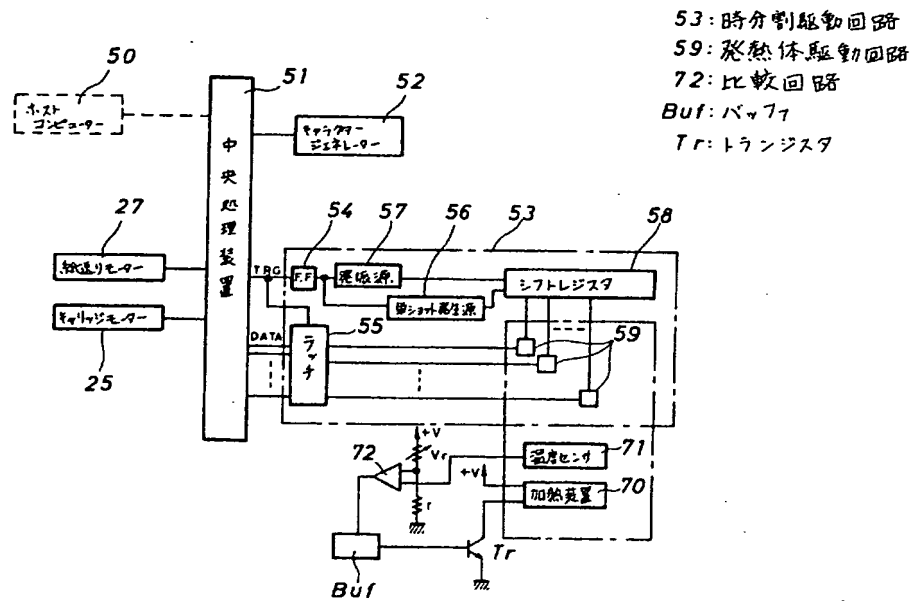 53:時分割駆動回路
59:発熱体駆動回路
72:比較回路
Buf:バッファ
Tr:トランジスタ
50
ホスト
コンピューター
51
中央処理装置
52
キャラクター
ジェネレーター
27
紙送りモーター
25
キャリッジモーター
TRG
DATA
54
F.F
57
発振源
56
単ショット発生源
53
58
シフトレジスタ
55
ラッチ
59
+V
Vr
r
72
71
温度センサ
+V
70
加熱装置
Buf
Tr